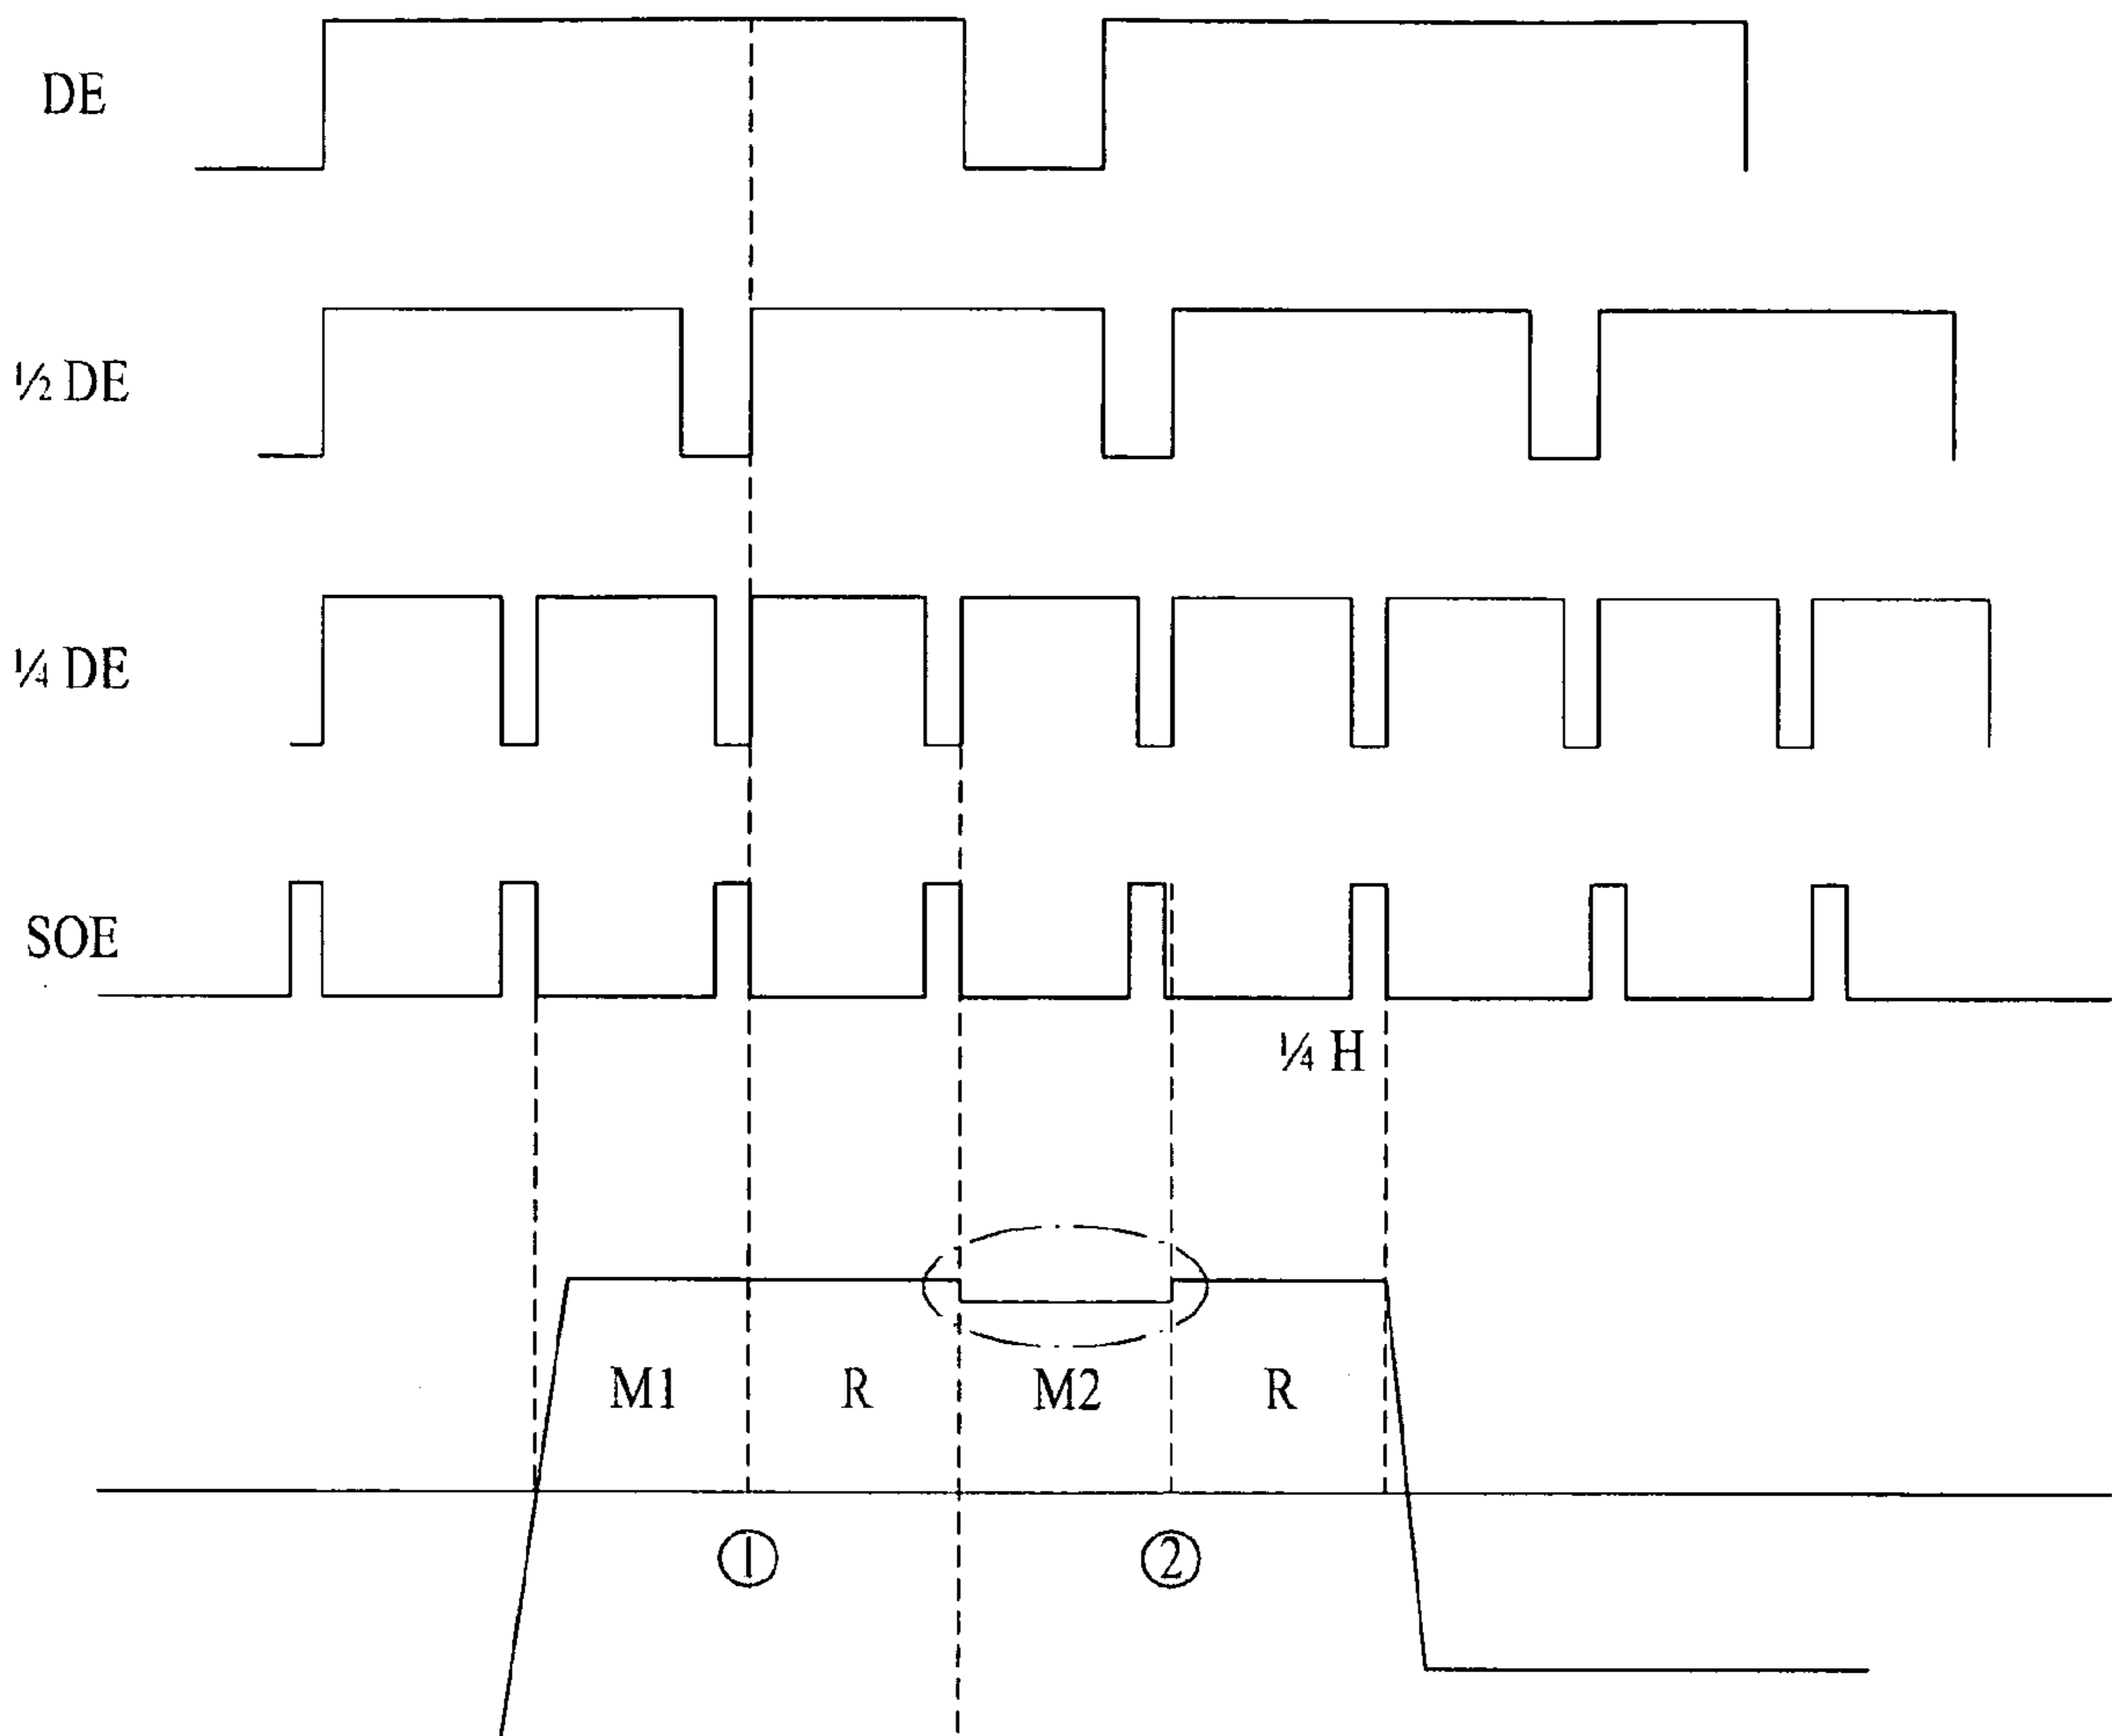 DE
½ DE
¼ DE
SOE
¼ H
M1 R M2 R
① ②